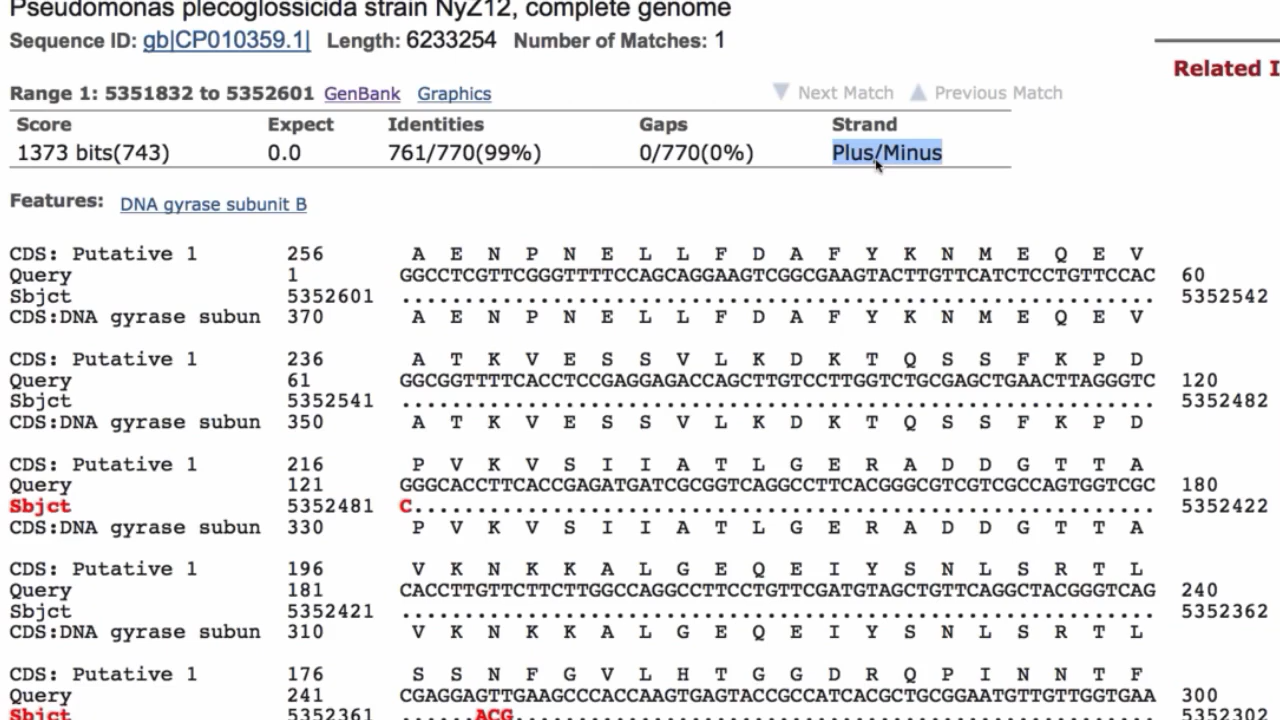 Pseudomonas plecoglossicida strain NyZ12, complete genome
Sequence ID: gb|CP010359.1| Length: 6233254 Number of Matches: 1
Related I
Range 1: 5351832 to 5352601 GenBank Graphics Next Match Previous Match
Score Expect Identities Gaps Strand
1373 bits(743) 0.0 761/770(99%) 0/770(0%) Plus/Minus
Features: DNA gyrase subunit B
CDS: Putative 1 256 A E N P N E L L F D A F Y K N M E Q E V
Query 1 GGCCTCGTTCGGGTTTTCCAGCAGGAAGTCGGCGAAGTACTTGTTCATCTCCTGTTCCAC 60
Sbjct 5352601 ............................................................ 5352542
CDS:DNA gyrase subun 370 A E N P N E L L F D A F Y K N M E Q E V
CDS: Putative 1 236 A T K V E S S V L K D K T Q S S F K P D
Query 61 GGCGGTTTTCACCTCCGAGGAGACCAGCTTGTCCTTGGTCTGCGAGCTGAACTTAGGGTC 120
Sbjct 5352541 ............................................................ 5352482
CDS:DNA gyrase subun 350 A T K V E S S V L K D K T Q S S F K P D
CDS: Putative 1 216 P V K V S I I A T L G E R A D D G T T A
Query 121 GGGCACCTTCACCGAGATGATCGCGGTCAGGCCTTCACGGGCGTCGTCGCCAGTGGTCGC 180
Sbjct 5352481 C........................................................... 5352422
CDS:DNA gyrase subun 330 P V K V S I I A T L G E R A D D G T T A
CDS: Putative 1 196 V K N K K A L G E Q E I Y S N L S R T L
Query 181 CACCTTGTTCTTCTTGGCCAGGCCTTCCTGTTCGATGTAGCTGTTCAGGCTACGGGTCAG 240
Sbjct 5352421 ............................................................ 5352362
CDS:DNA gyrase subun 310 V K N K K A L G E Q E I Y S N L S R T L
CDS: Putative 1 176 S S N F G V L H T G G D R Q P I N N T F
Query 241 CGAGGAGTTGAAGCCCACCAAGTGAGTACCGCCATCACGCTGCGGAATGTTGTTGGTGAA 300
Sbjct 5352361 ......ACG................................................... 5352302